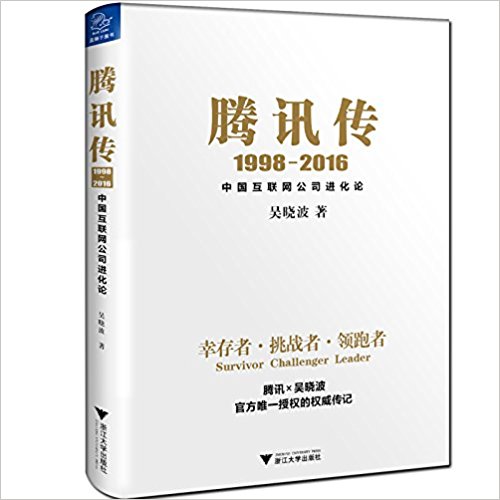 腾讯传
1998-2016
中国互联网公司进化论
吴晓波 著
幸存者·挑战者·领跑者
Survivor Challenger Leader
腾讯×吴晓波
官方唯一授权的权威传记
浙江大学出版社
腾讯传
1998-
2016
中国互联网公司进化论
吴晓波 著